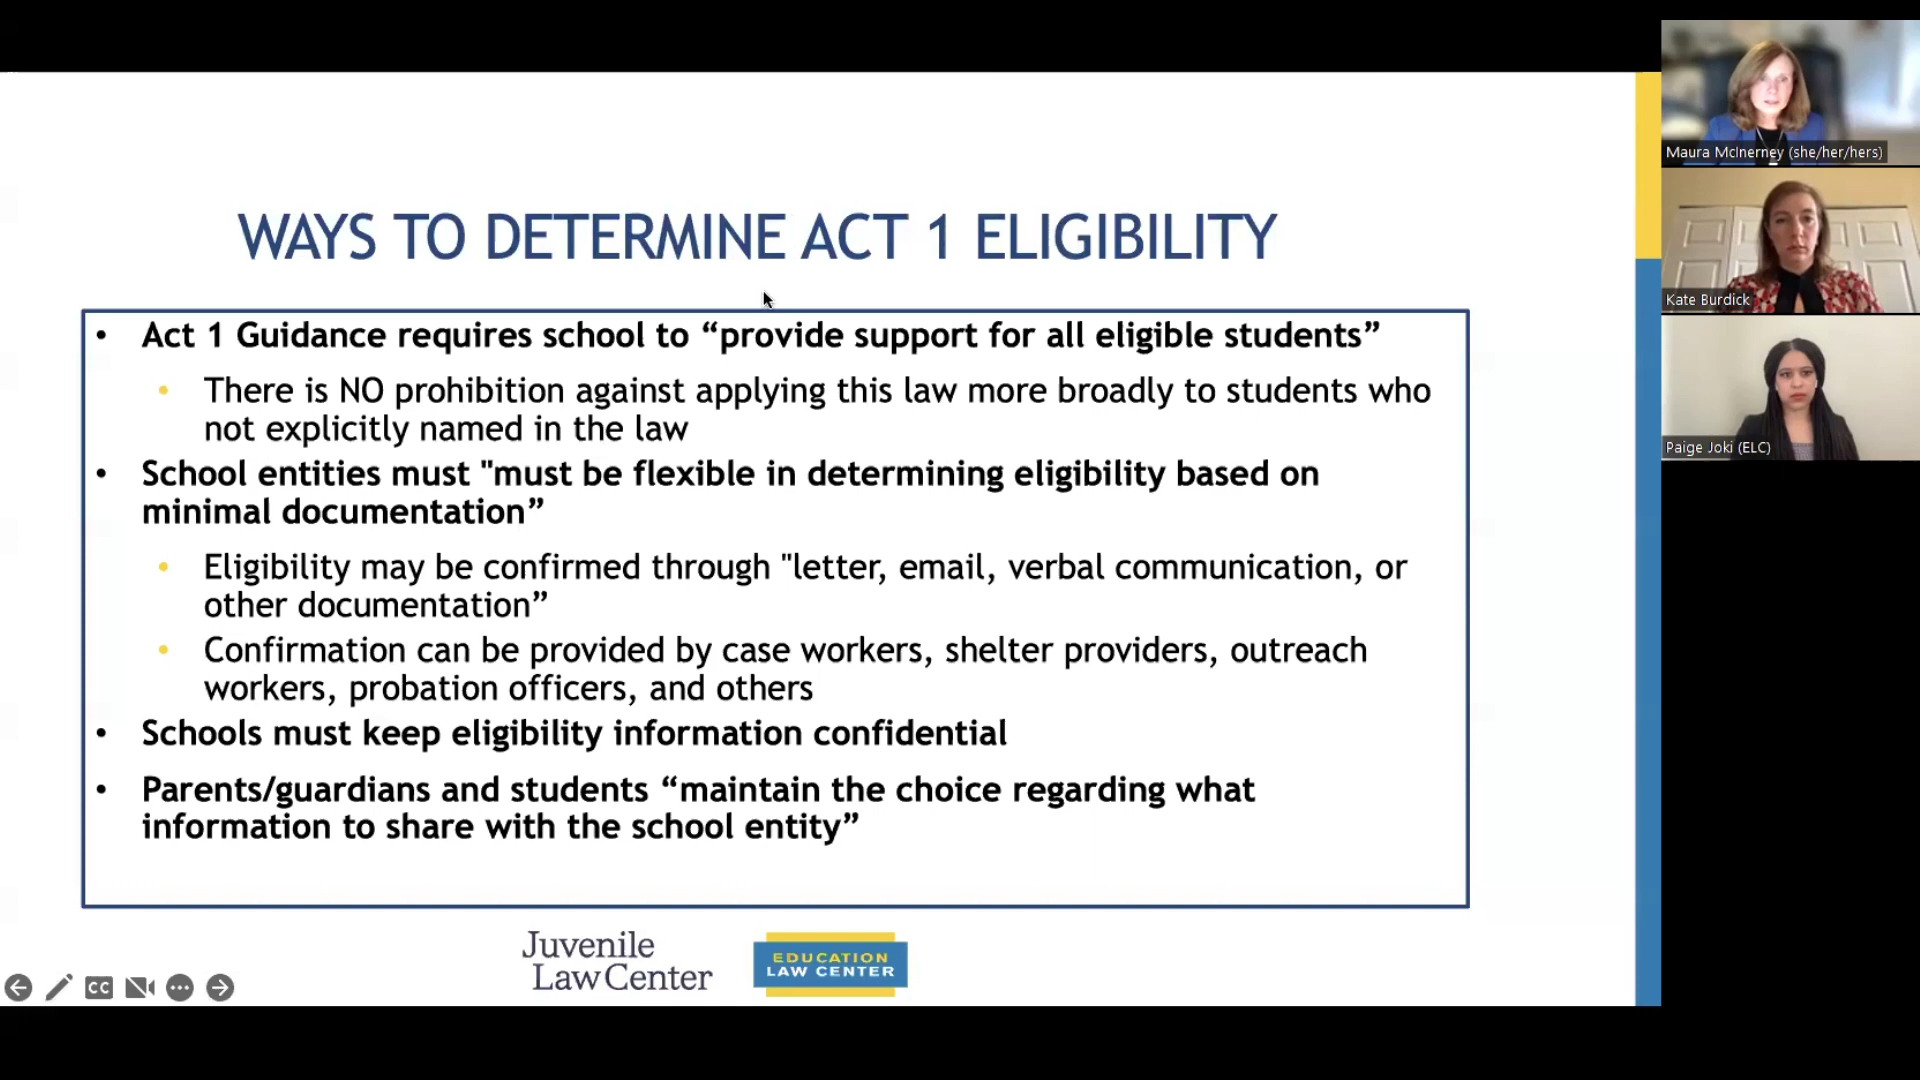 WAYS TO DETERMINE ACT 1 ELIGIBILITY
• Act 1 Guidance requires school to “provide support for all eligible students”
• There is NO prohibition against applying this law more broadly to students who
not explicitly named in the law
• School entities must "must be flexible in determining eligibility based on
minimal documentation”
• Eligibility may be confirmed through "letter, email, verbal communication, or
other documentation”
• Confirmation can be provided by case workers, shelter providers, outreach
workers, probation officers, and others
• Schools must keep eligibility information confidential
• Parents/guardians and students “maintain the choice regarding what
information to share with the school entity”
Juvenile
Law Center
EDUCATION
LAW CENTER
CC
Maura McInerney (she/her/hers)
Kate Burdick
Paige Joki (ELC)